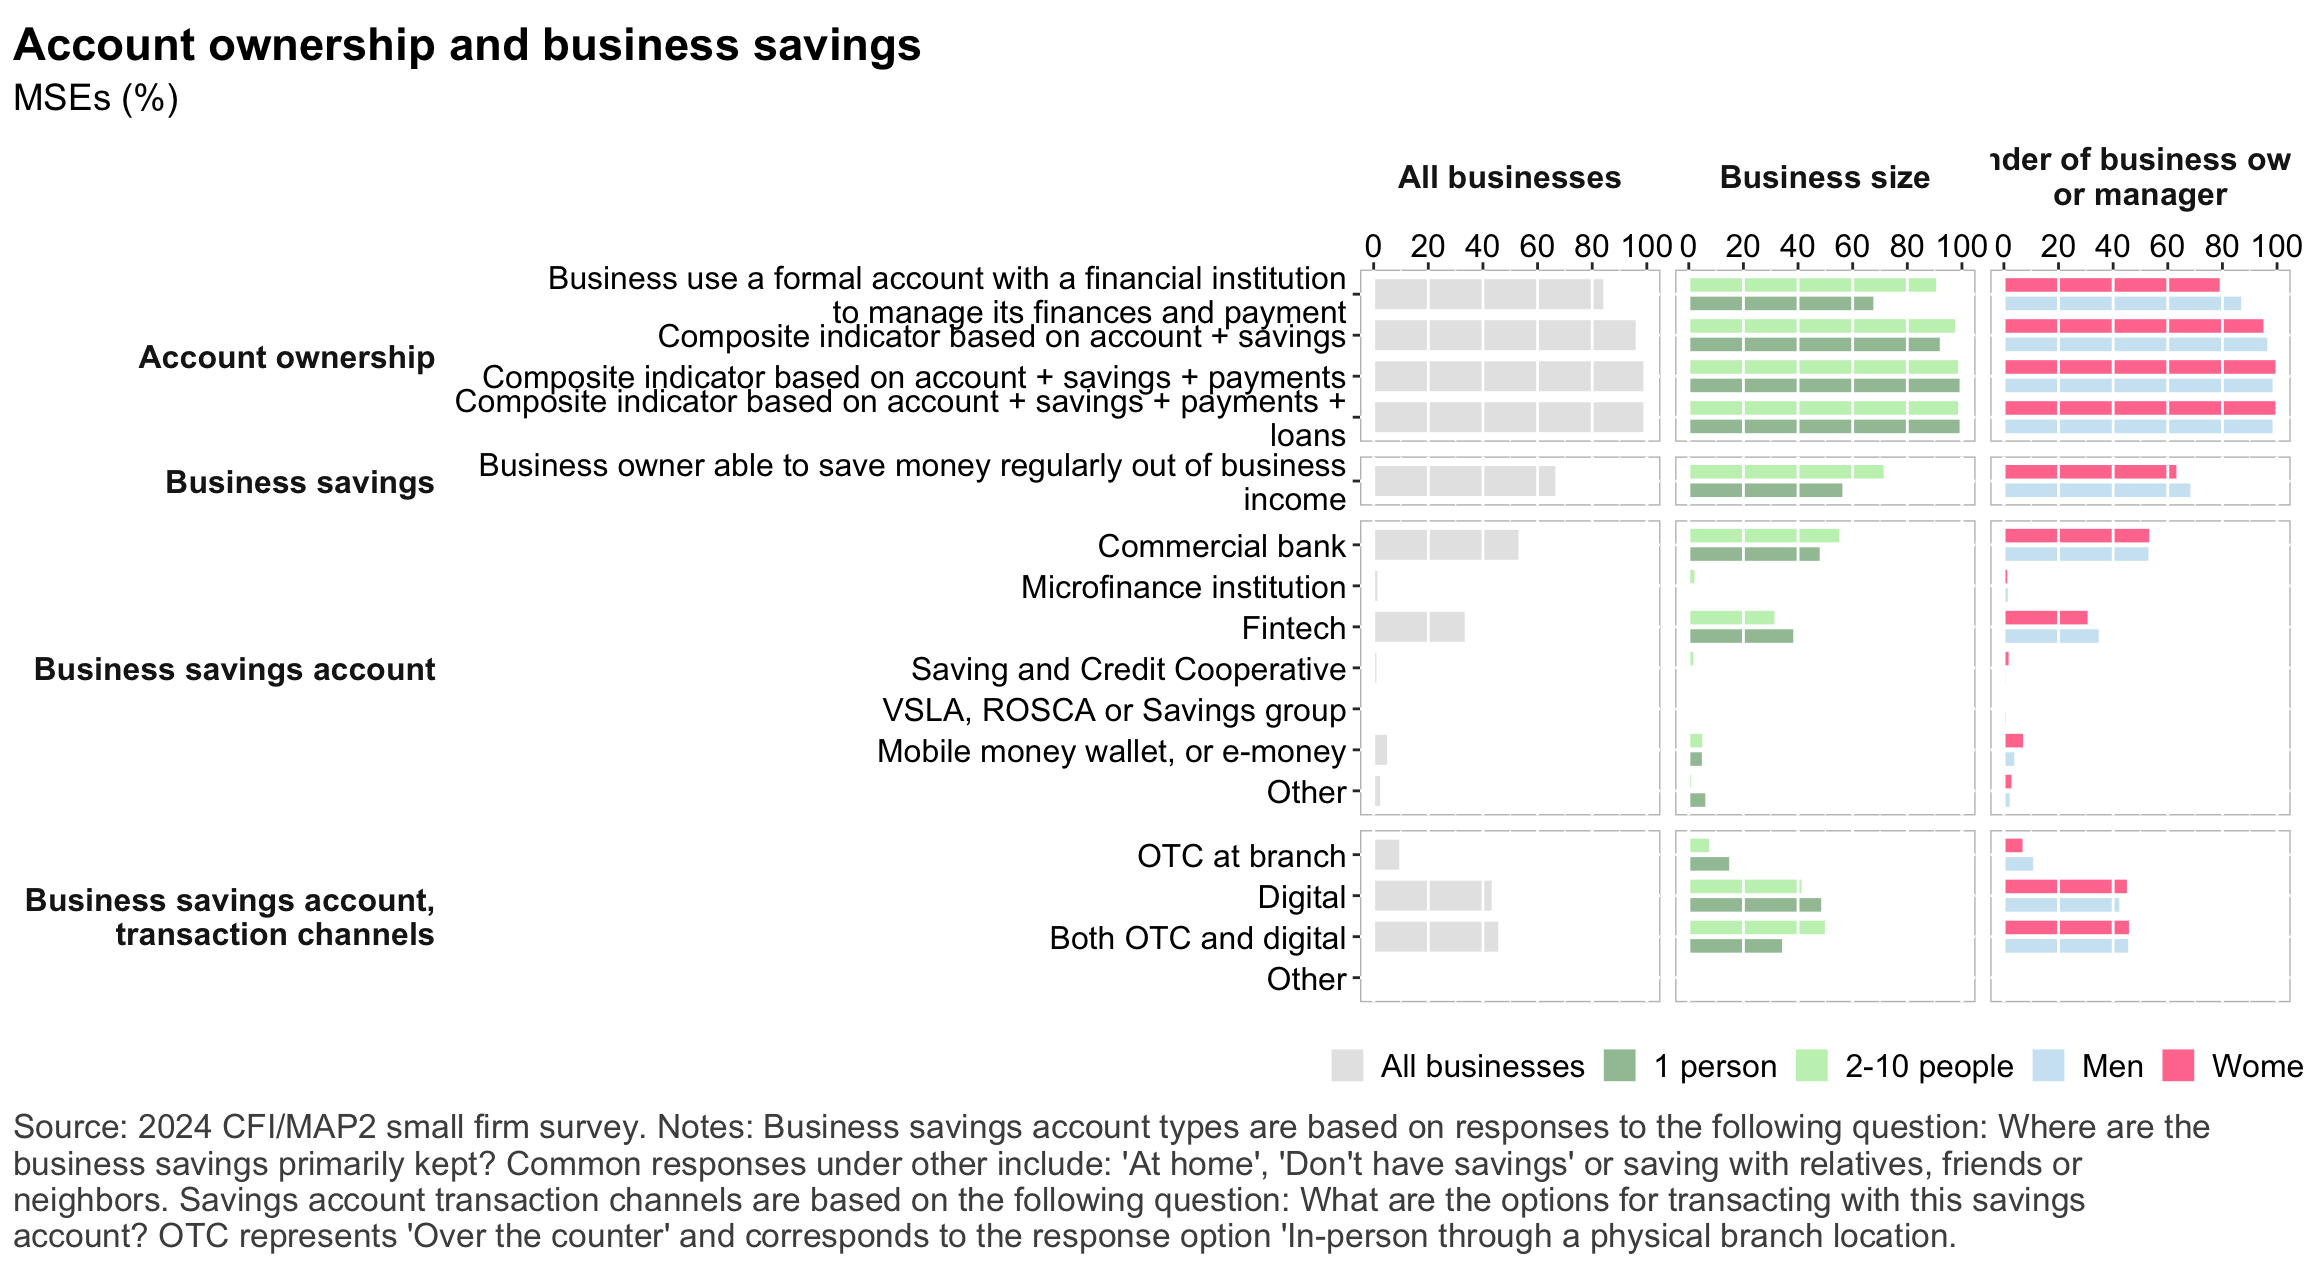 Account ownership and business savings
MSEs (%)
All businesses
Business size
nder of business ow
or manager
0 20 40 60 80 100 0 20 40 60 80 100 0 20 40 60 80 100
Account ownership
Business use a formal account with a financial institution
to manage its finances and payment
Composite indicator based on account + savings
Composite indicator based on account + savings + payments
Composite indicator based on account + savings + payments +
loans
Business savings
Business owner able to save money regularly out of business
income
Business savings account
Commercial bank
Microfinance institution
Fintech
Saving and Credit Cooperative
VSLA, ROSCA or Savings group
Mobile money wallet, or e-money
Other
Business savings account,
transaction channels
OTC at branch
Digital
Both OTC and digital
Other
All businesses 1 person 2-10 people Men Wome
Source: 2024 CFI/MAP2 small firm survey. Notes: Business savings account types are based on responses to the following question: Where are the
business savings primarily kept? Common responses under other include: 'At home', 'Don't have savings' or saving with relatives, friends or
neighbors. Savings account transaction channels are based on the following question: What are the options for transacting with this savings
account? OTC represents 'Over the counter' and corresponds to the response option 'In-person through a physical branch location.